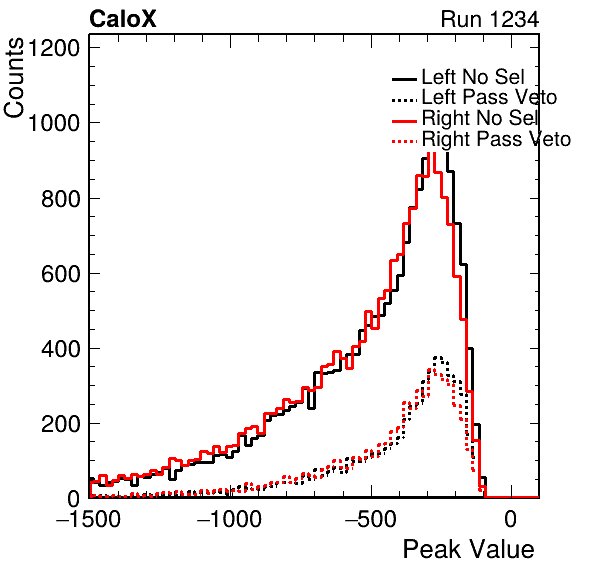 CaloX Run 1234
Counts
1200
1000
800
600
400
200
0
Left No Sel
Left Pass Veto
Right No Sel
Right Pass Veto
−1500 −1000 −500 0
Peak Value